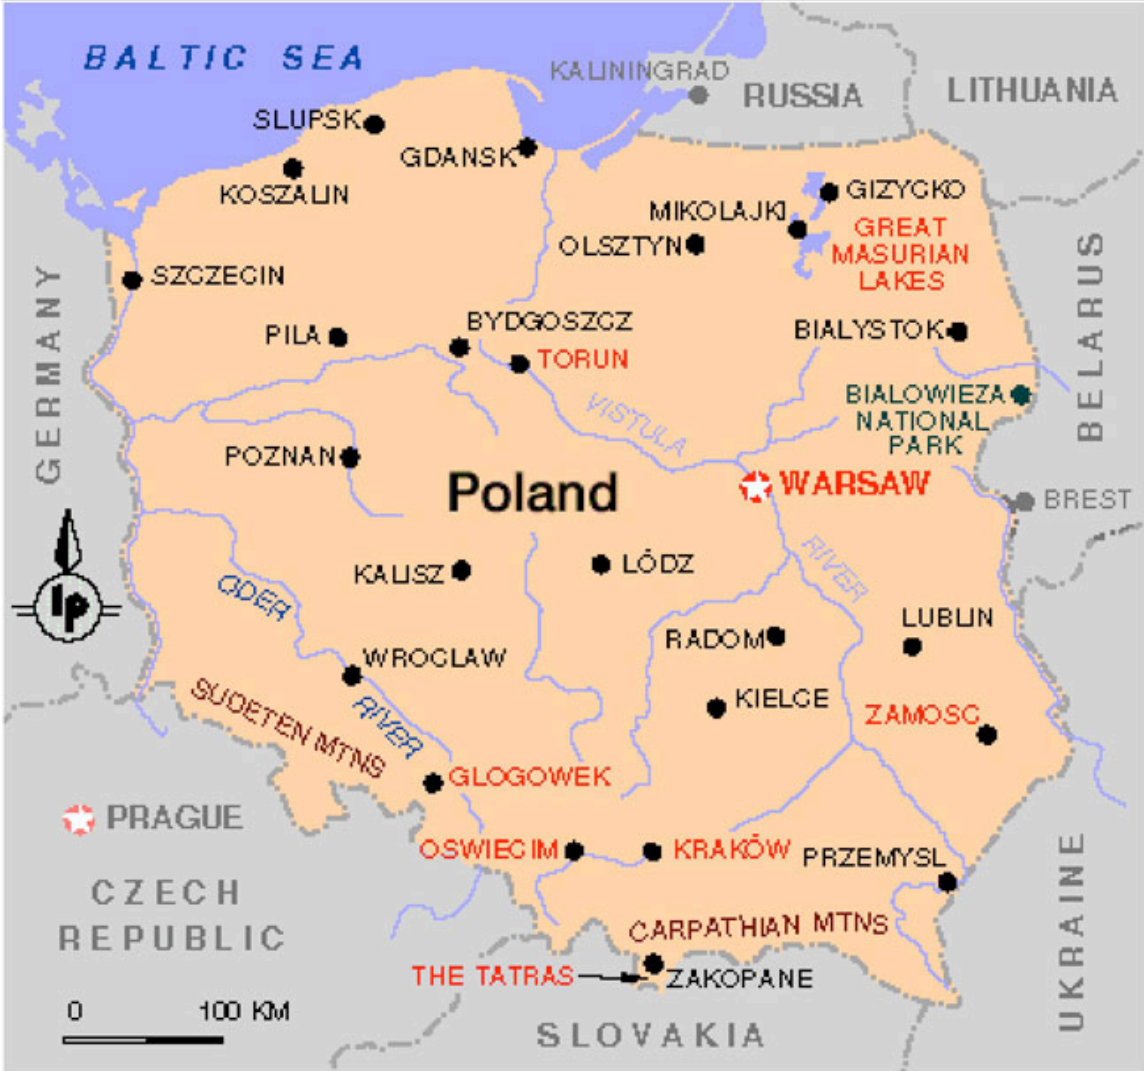 BALTIC SEA
KALININGRAD
RUSSIA
LITHUANIA
SLUPSK
GDANSK
KOSZALIN
GIZYCKO
MIKOLAJKI
GREAT
MASURIAN
LAKES
OLSZTYN
SZCZECIN
BYDGOSZCZ
PILA
TORUN
BIALYSTOK
GERMANY
BELARUS
BIALOWIEZA
NATIONAL
PARK
VISTULA
POZNAN
Poland
WARSAW
BREST
KALISZ
LÓDZ
RIVER
ODER
lp
RADOM
LUBLIN
WROCLAW
SUDETEN MTNS
RIVER
KIELCE
ZAMOSC
GLOGOWEK
PRAGUE
OSWIECIM
KRAKÓW
PRZEMYSL
CZECH
REPUBLIC
CARPATHIAN MTNS
UKRAINE
THE TATRAS
ZAKOPANE
0 100 KM
SLOVAKIA